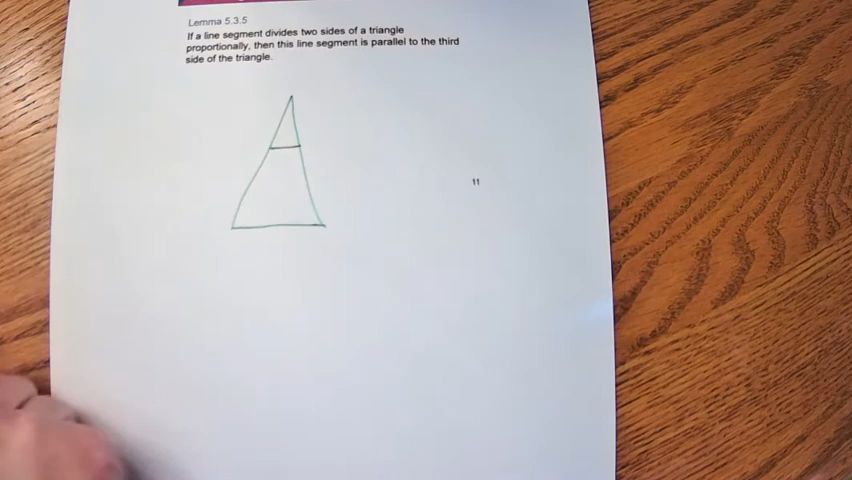 Lemma 5.3.5
If a line segment divides two sides of a triangle
proportionally, then this line segment is parallel to the third
side of the triangle.
11